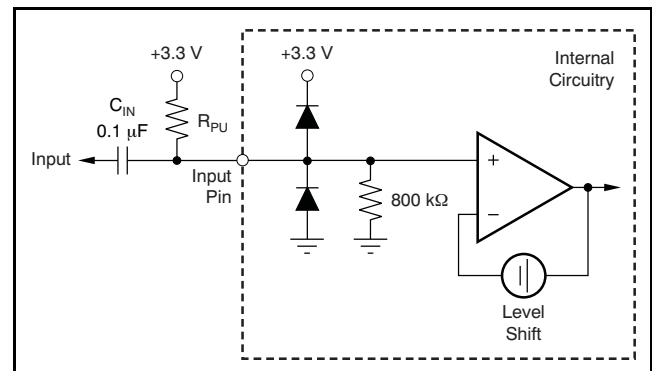 +3.3 V
+3.3 V
Internal
Circuitry
C_IN
0.1 µF
R_PU
Input
Input
Pin
+
800 kΩ
−
Level
Shift